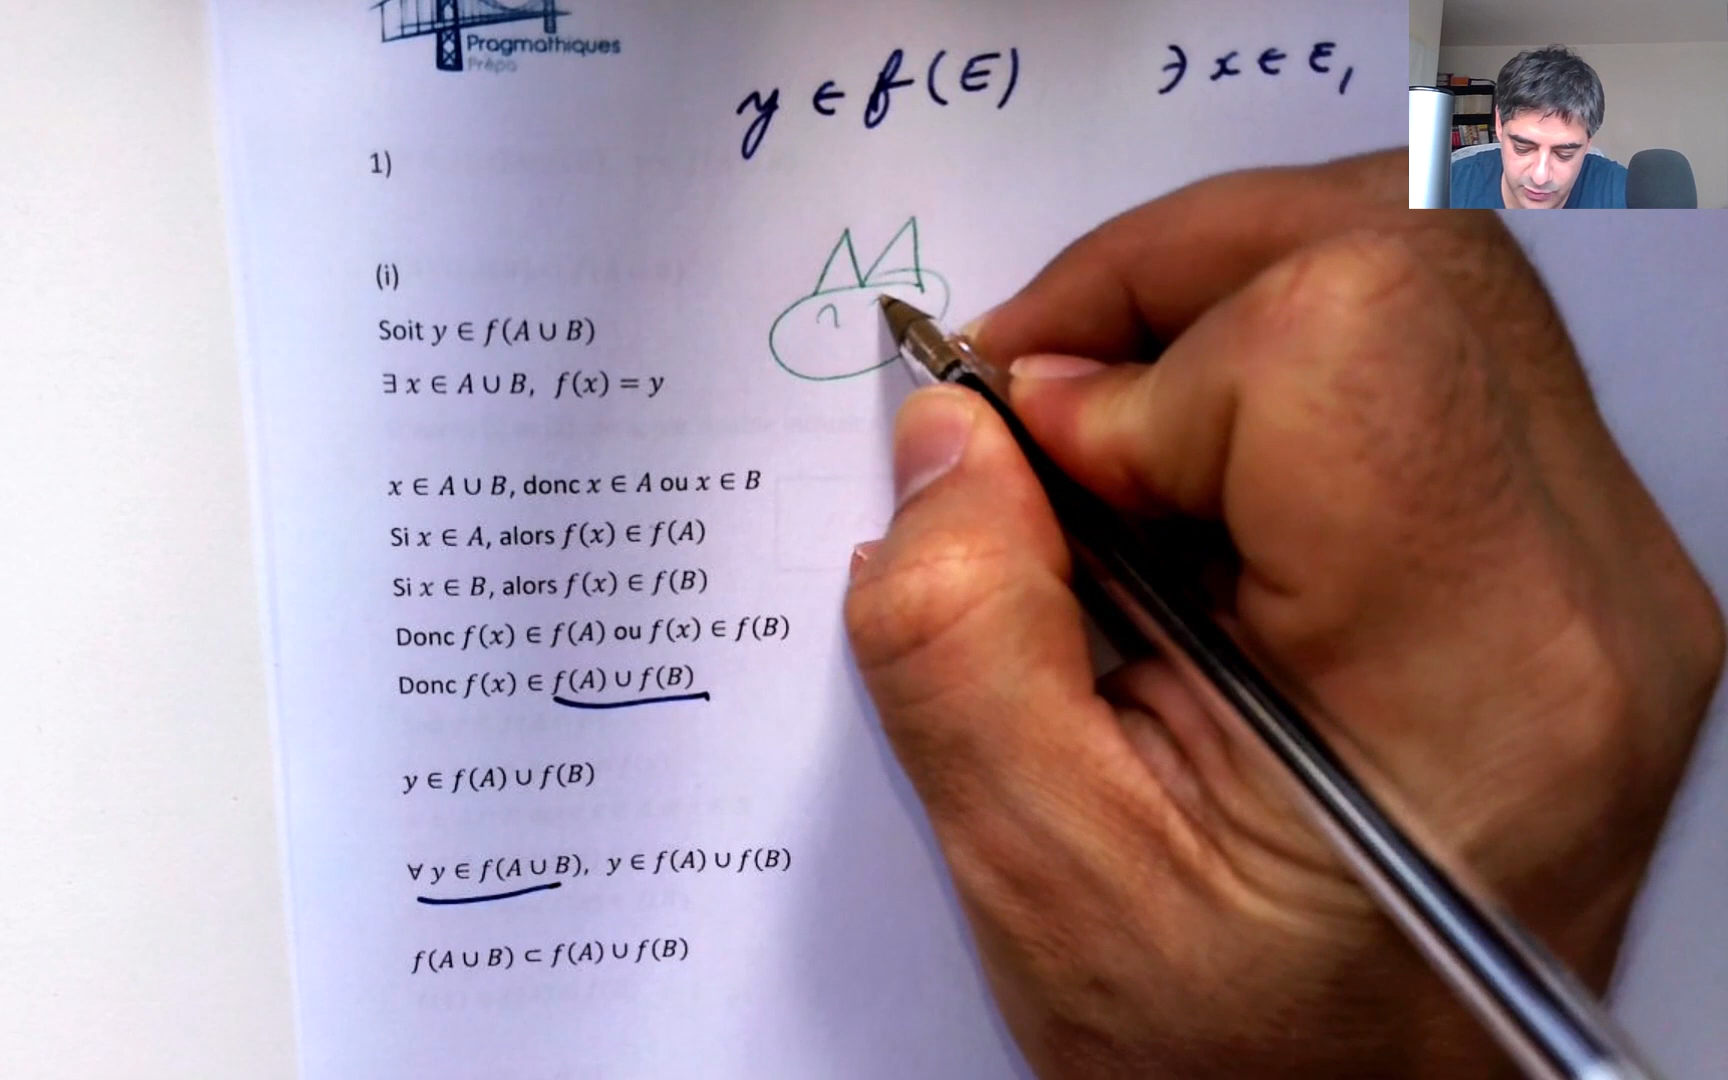 Pragmathiques
Prépa
y ∈ f(E) ∃ x ∈ E,
1)
(i)
Soit y ∈ f(A ∪ B)
∃ x ∈ A ∪ B, f(x) = y
x ∈ A ∪ B, donc x ∈ A ou x ∈ B
Si x ∈ A, alors f(x) ∈ f(A)
Si x ∈ B, alors f(x) ∈ f(B)
Donc f(x) ∈ f(A) ou f(x) ∈ f(B)
Donc f(x) ∈ f(A) ∪ f(B)
y ∈ f(A) ∪ f(B)
∀ y ∈ f(A ∪ B), y ∈ f(A) ∪ f(B)
f(A ∪ B) ⊂ f(A) ∪ f(B)